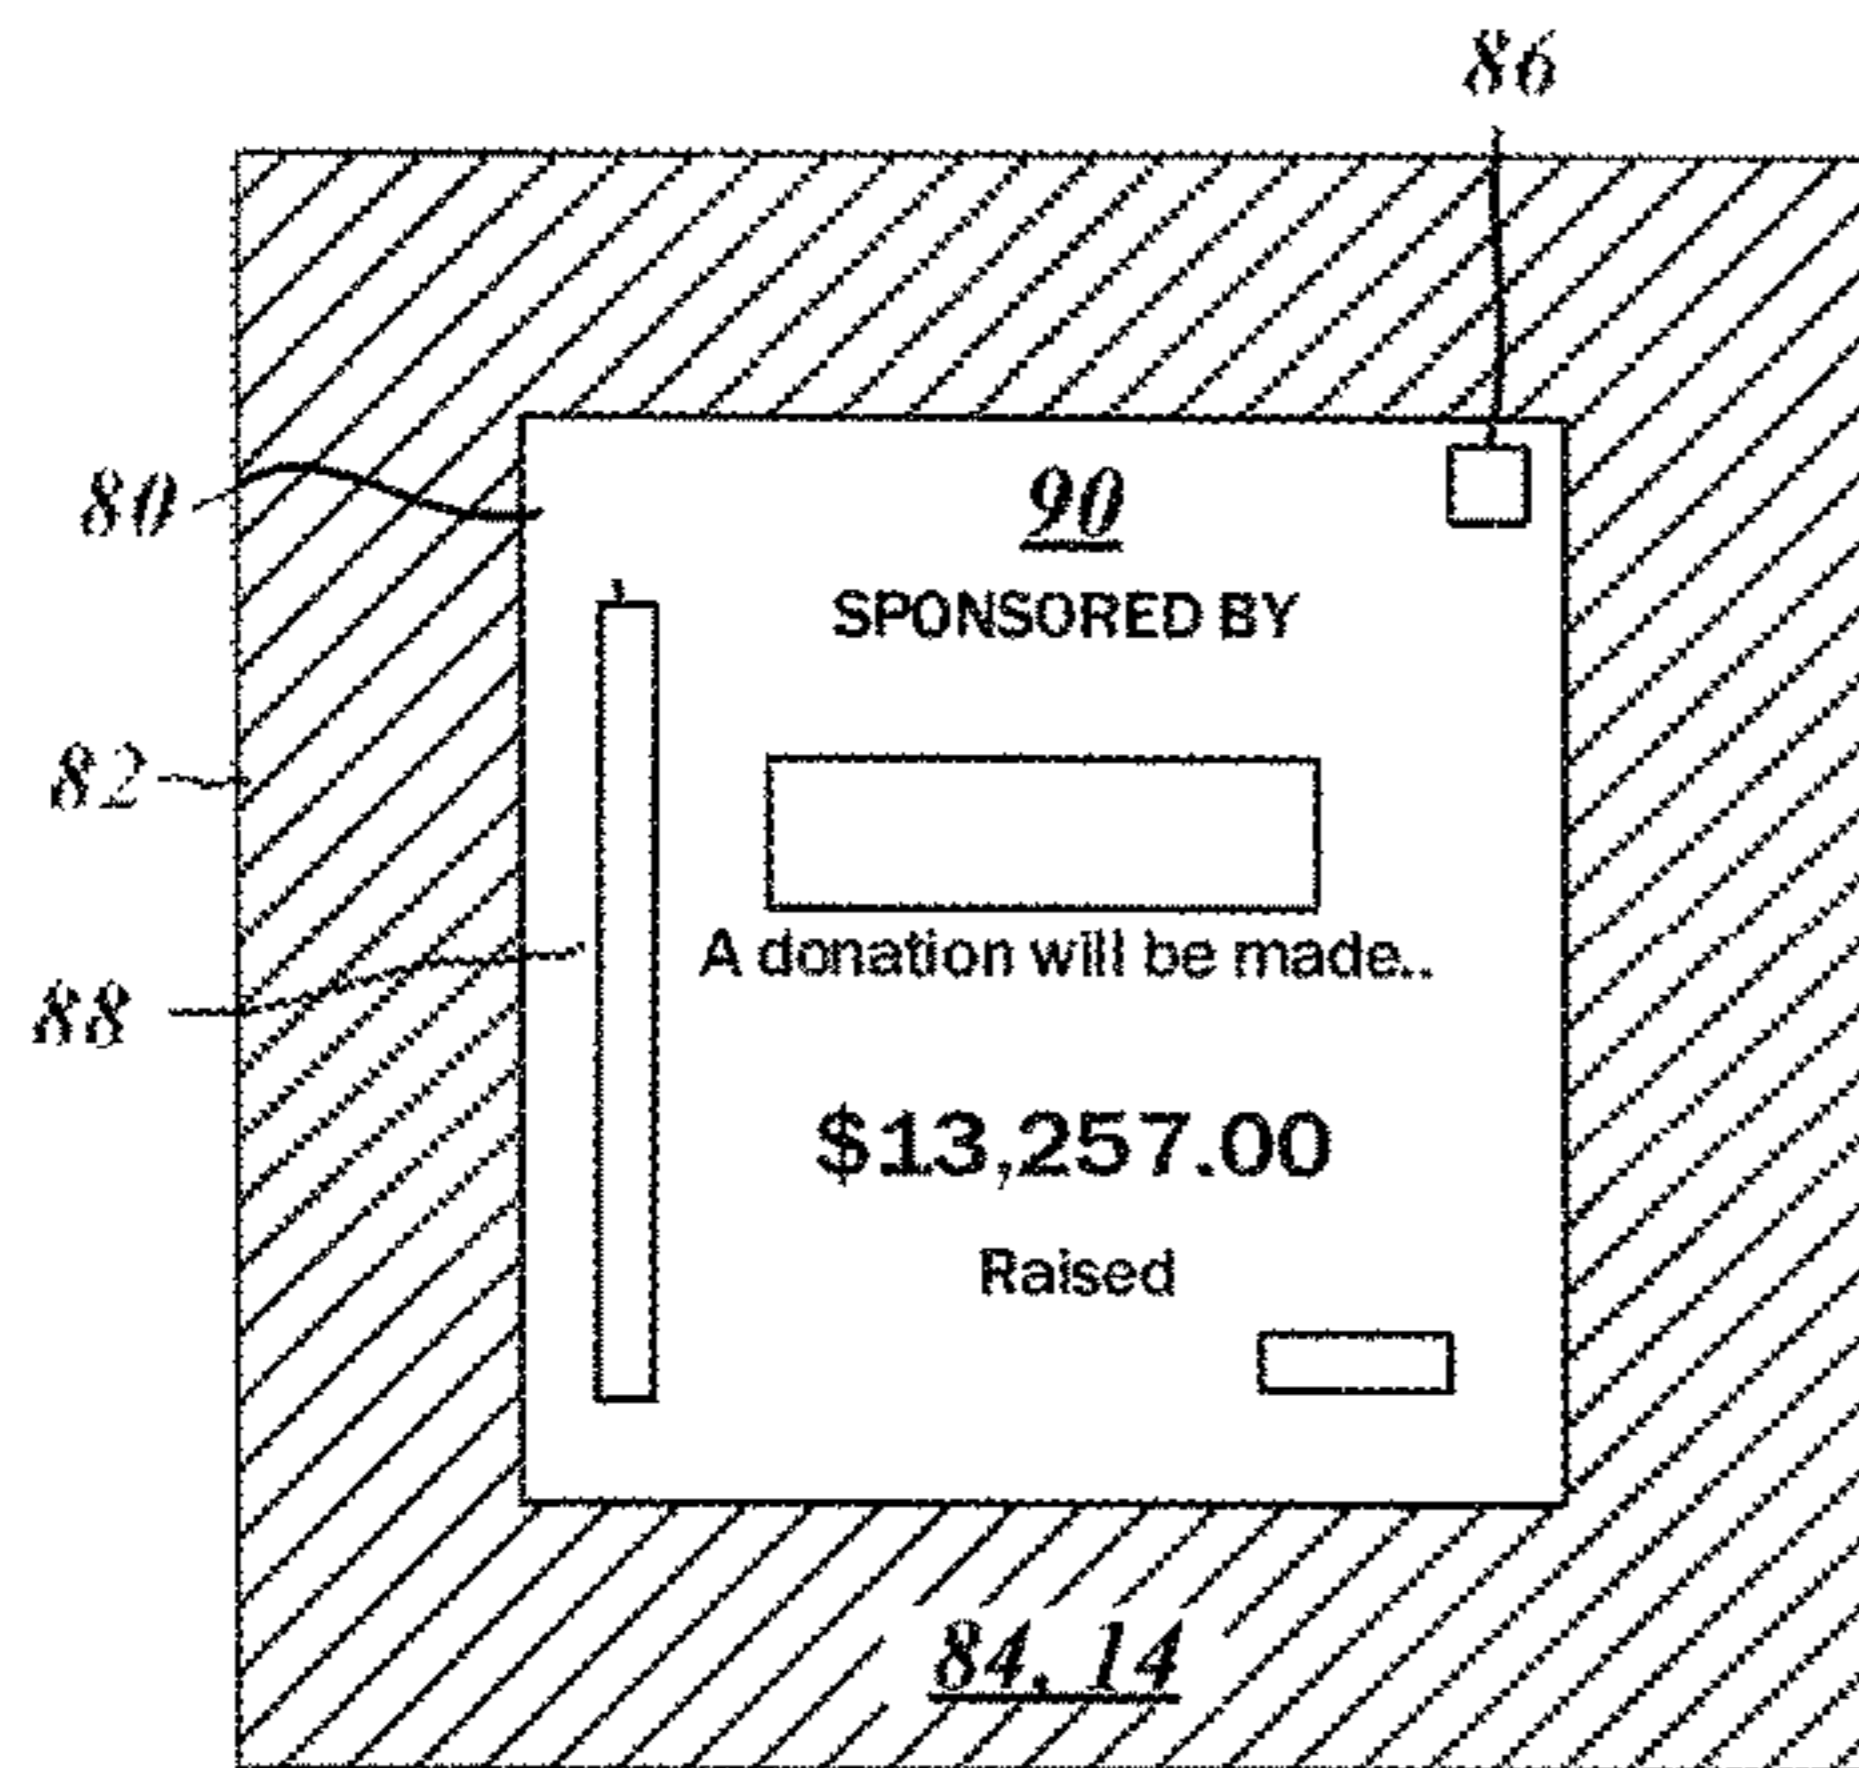 86
80
90
SPONSORED BY
82
A donation will be made..
88
$13,257.00
Raised
84, 14